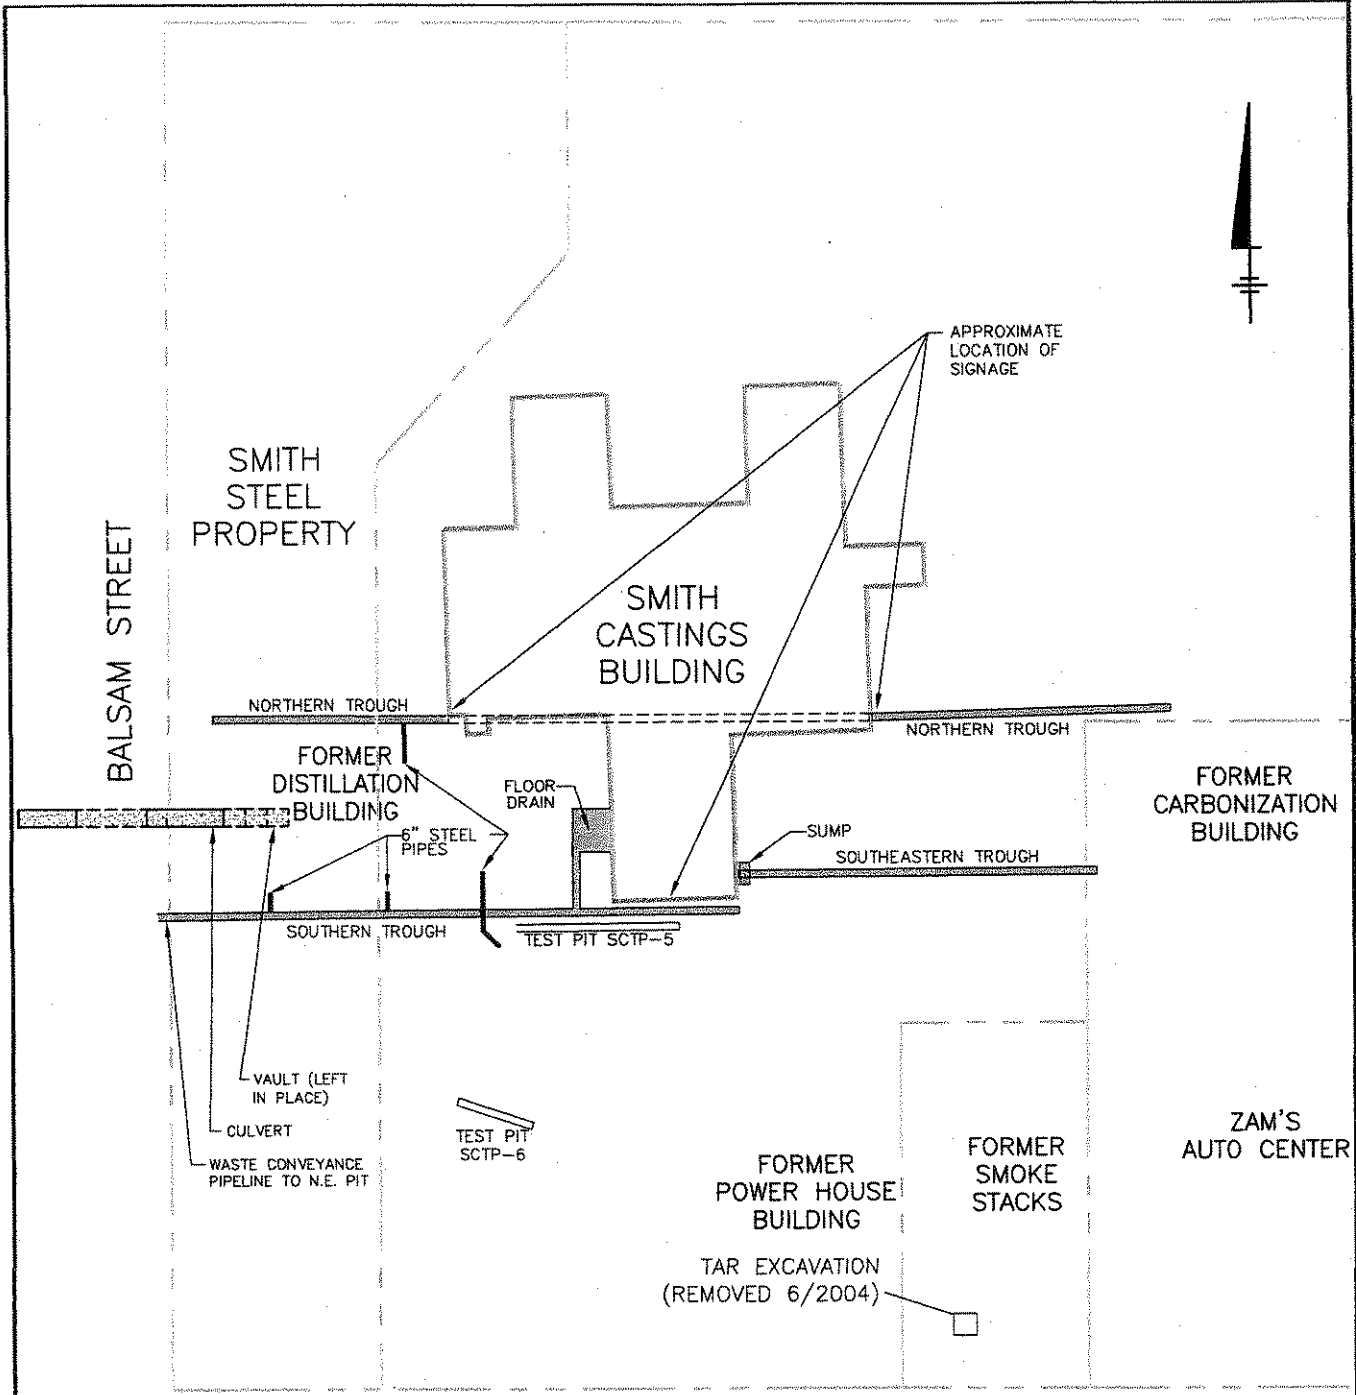 APPROXIMATE
LOCATION OF
SIGNAGE
SMITH
STEEL
PROPERTY
BALSAM STREET
SMITH
CASTINGS
BUILDING
NORTHERN TROUGH
NORTHERN TROUGH
FORMER
DISTILLATION
BUILDING
FLOOR
DRAIN
FORMER
CARBONIZATION
BUILDING
6" STEEL
PIPES
SUMP
SOUTHEASTERN TROUGH
SOUTHERN TROUGH
TEST PIT SCTP-5
VAULT (LEFT
IN PLACE)
CULVERT
WASTE CONVEYANCE
PIPELINE TO N.E. PIT
TEST PIT
SCTP-6
FORMER
POWER HOUSE
BUILDING
FORMER
SMOKE
STACKS
ZAM'S
AUTO CENTER
TAR EXCAVATION
(REMOVED 6/2004)